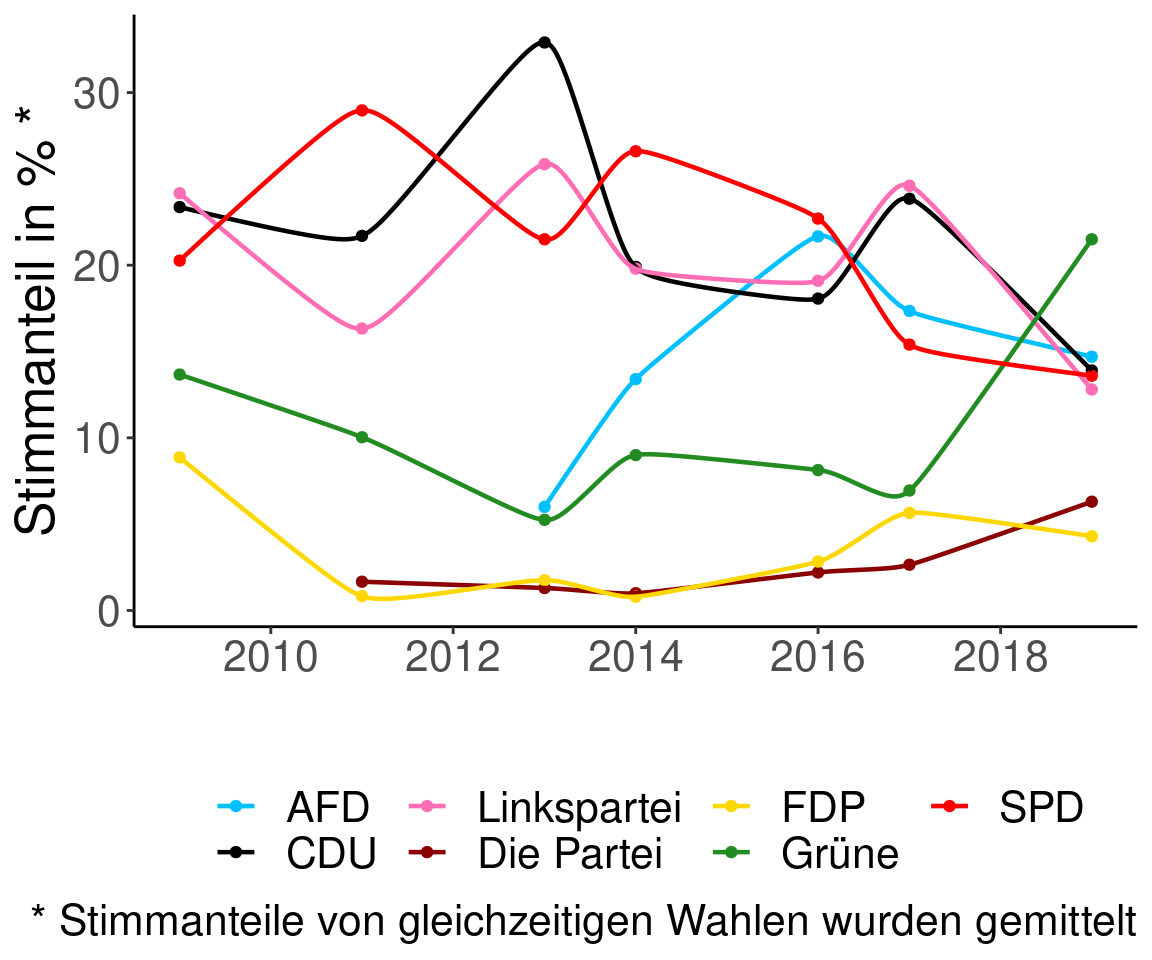 Stimmanteil in % *
30
20
10
0
2010 2012 2014 2016 2018
AFD Linkspartei FDP SPD
CDU Die Partei Grüne
* Stimmanteile von gleichzeitigen Wahlen wurden gemittelt